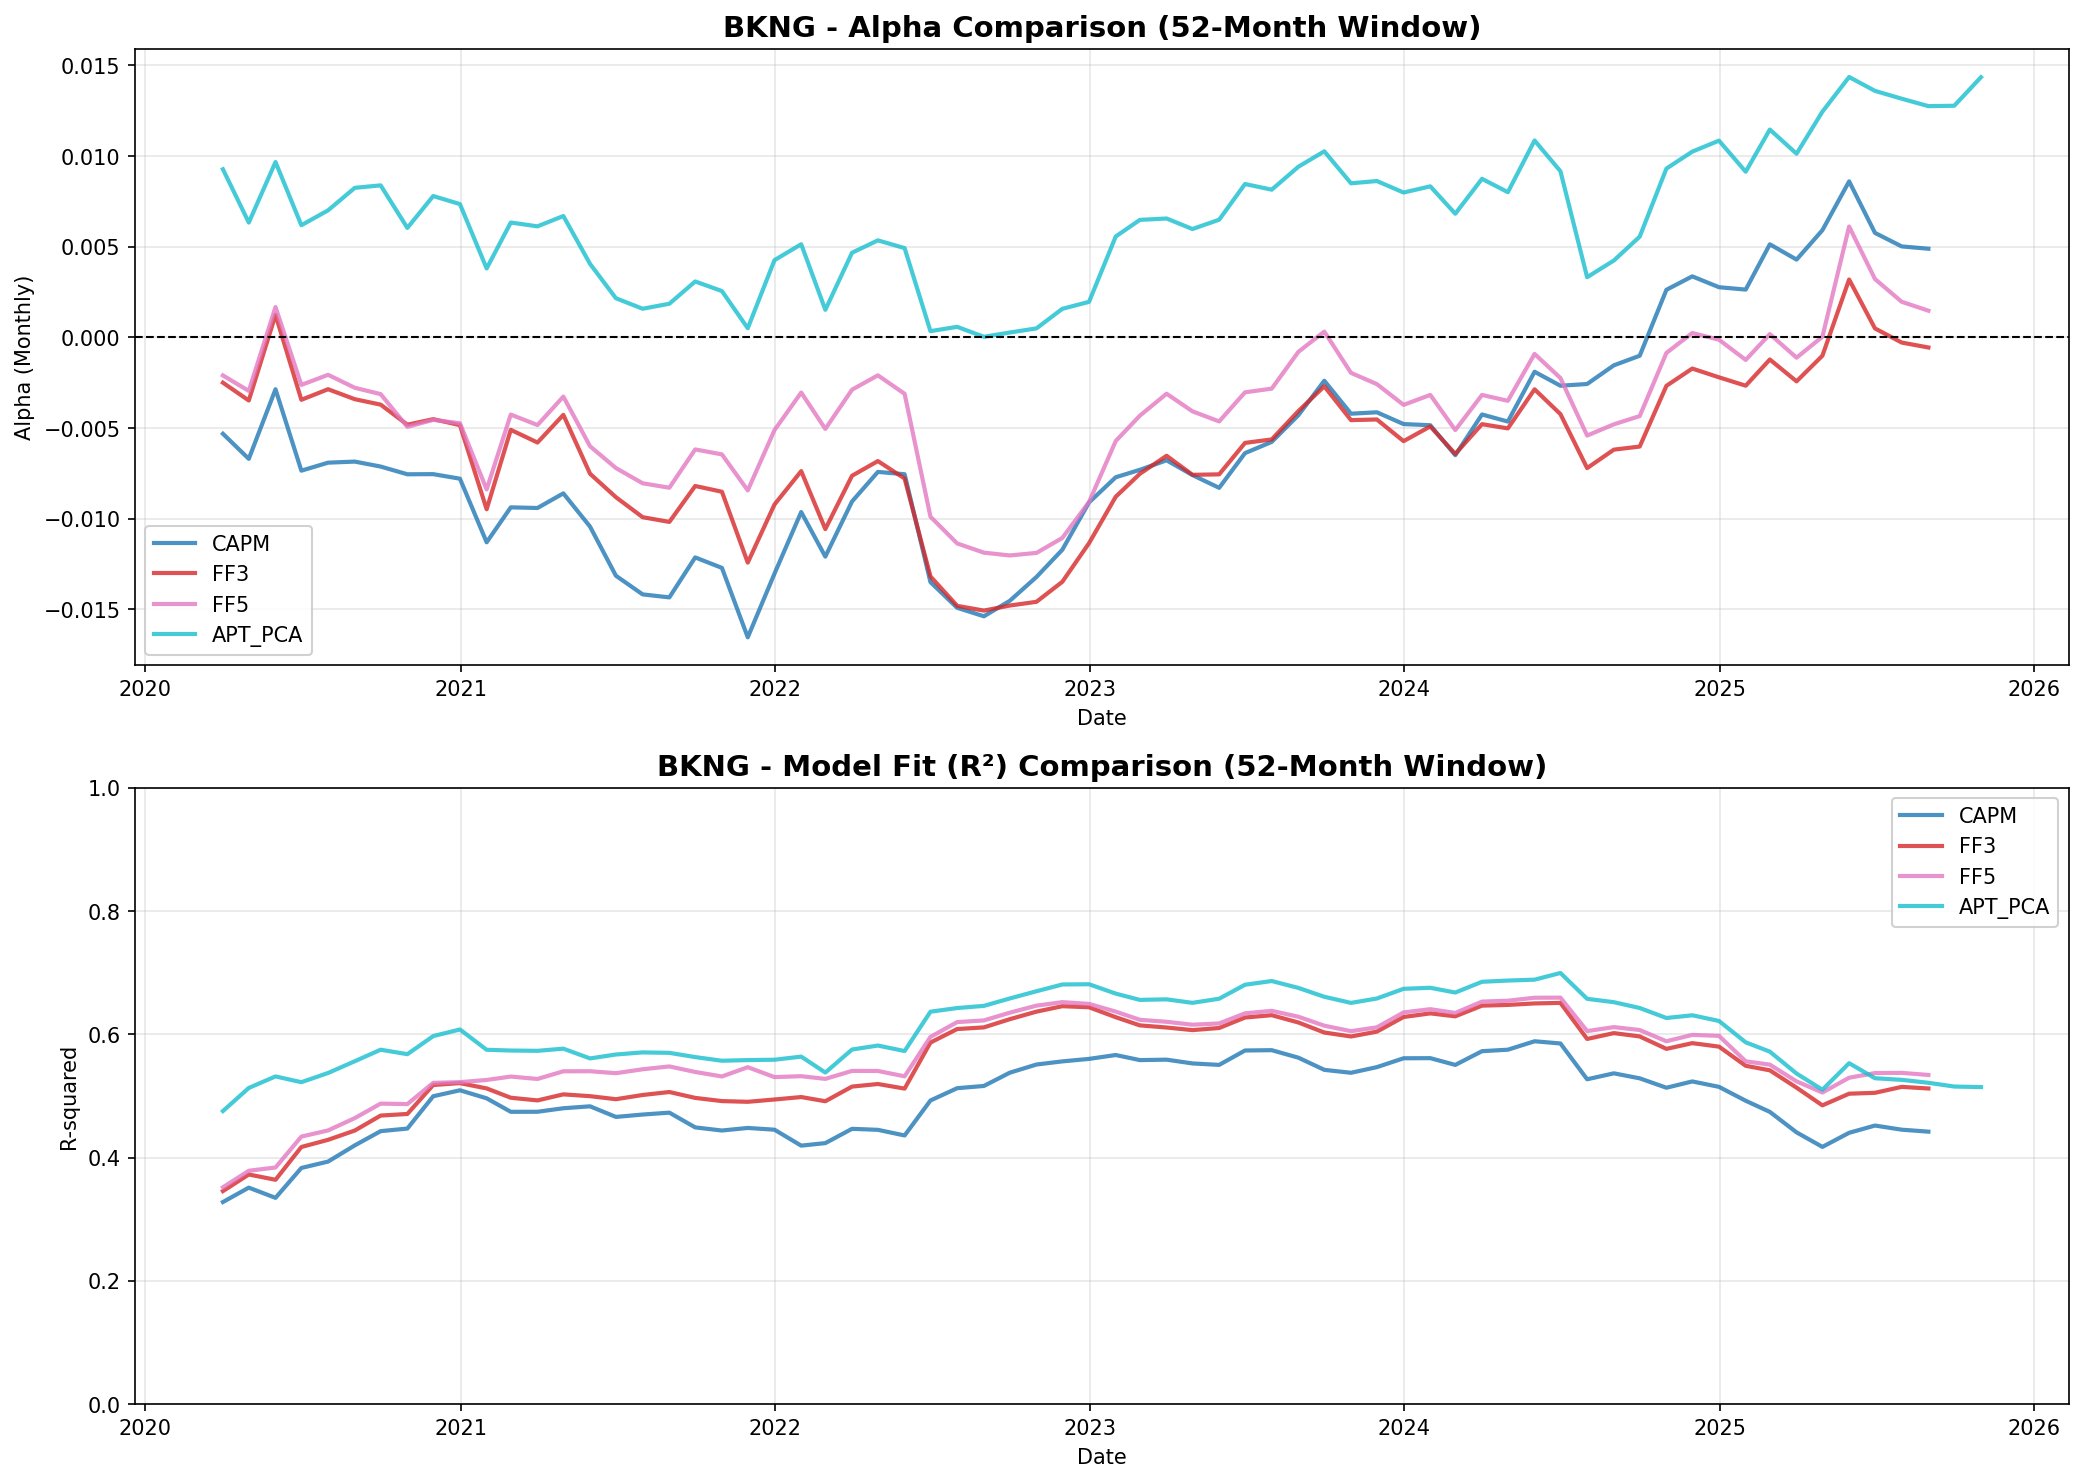 BKNG - Alpha Comparison (52-Month Window)
Alpha (Monthly)
0.015
0.010
0.005
0.000
−0.005
−0.010
−0.015
CAPM
FF3
FF5
APT_PCA
2020 2021 2022 2023 2024 2025 2026
Date
BKNG - Model Fit (R²) Comparison (52-Month Window)
R-squared
1.0
0.8
0.6
0.4
0.2
0.0
CAPM
FF3
FF5
APT_PCA
2020 2021 2022 2023 2024 2025 2026
Date